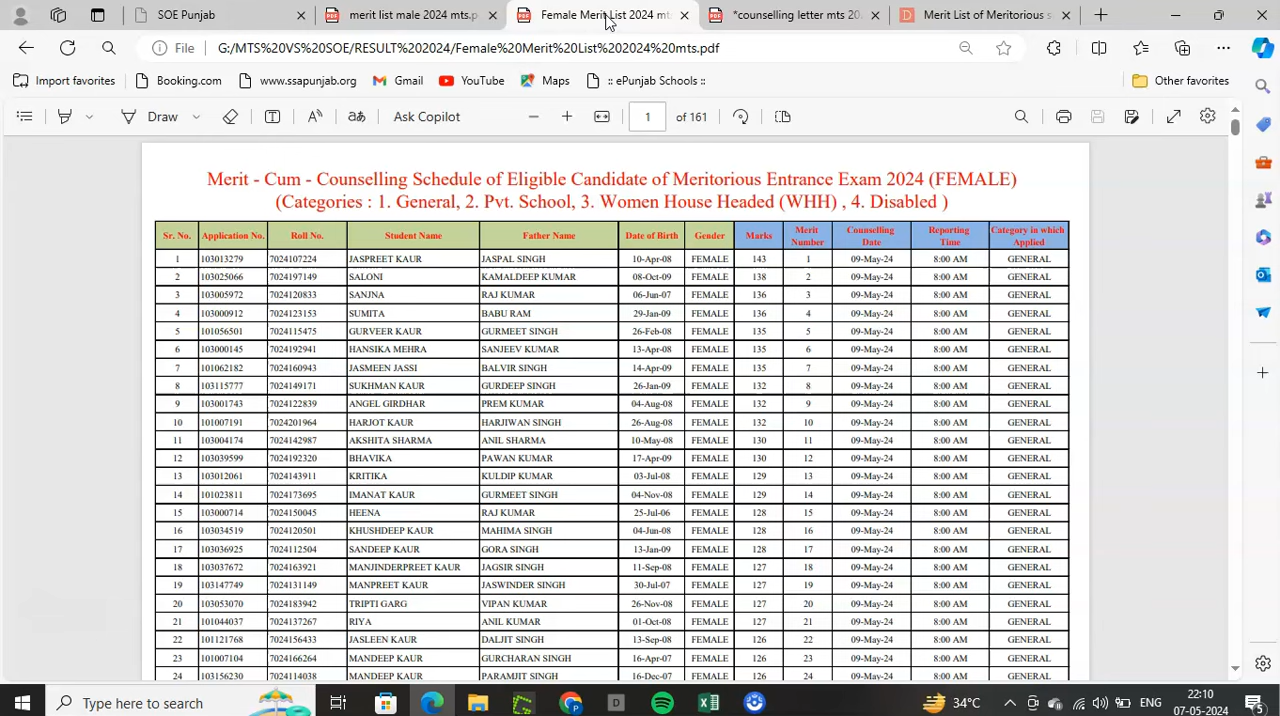 SOE Punjab
merit list male 2024 mts.p
Female Merit List 2024 mt
*counselling letter mts 20
Merit List of Meritorious s
File
G:/MTS%20VS%20SOE/RESULT%202024/Female%20Merit%20List%202024%20mts.pdf
Import favorites
Booking.com
www.ssapunjab.org
Gmail
YouTube
Maps
:: ePunjab Schools ::
Other favorites
Draw
Ask Copilot
1 of 161
Merit - Cum - Counselling Schedule of Eligible Candidate of Meritorious Entrance Exam 2024 (FEMALE)
(Categories : 1. General, 2. Pvt. School, 3. Women House Headed (WHH) , 4. Disabled )
Sr. No. Application No. Roll No. Student Name Father Name Date of Birth Gender Marks Merit Number Counselling Date Reporting Time Category in which Applied
1 103013279 7024107224 JASPREET KAUR JASPAL SINGH 10-Apr-08 FEMALE 143 1 09-May-24 8:00 AM GENERAL
2 103025066 7024197149 SALONI KAMALDEEP KUMAR 08-Oct-09 FEMALE 138 2 09-May-24 8:00 AM GENERAL
3 103005972 7024120833 SANJNA RAJ KUMAR 06-Jun-07 FEMALE 136 3 09-May-24 8:00 AM GENERAL
4 103000912 7024123153 SUMITA BABU RAM 29-Jan-09 FEMALE 136 4 09-May-24 8:00 AM GENERAL
5 101056501 7024115475 GURVEER KAUR GURMEET SINGH 26-Feb-08 FEMALE 135 5 09-May-24 8:00 AM GENERAL
6 103000145 7024192941 HANSIKA MEHRA SANJEEV KUMAR 13-Apr-08 FEMALE 135 6 09-May-24 8:00 AM GENERAL
7 101062182 7024160943 JASMEEN JASSI BALVIR SINGH 14-Apr-09 FEMALE 135 7 09-May-24 8:00 AM GENERAL
8 103115777 7024149171 SUKHMAN KAUR GURDEEP SINGH 26-Jan-09 FEMALE 132 8 09-May-24 8:00 AM GENERAL
9 103001743 7024122839 ANGEL GIRDHAR PREM KUMAR 04-Aug-08 FEMALE 132 9 09-May-24 8:00 AM GENERAL
10 101007191 7024201964 HARJOT KAUR HARJIWAN SINGH 26-Aug-08 FEMALE 132 10 09-May-24 8:00 AM GENERAL
11 103004174 7024142987 AKSHITA SHARMA ANIL SHARMA 10-May-08 FEMALE 130 11 09-May-24 8:00 AM GENERAL
12 103039599 7024192320 BHAVIKA PAWAN KUMAR 17-Apr-09 FEMALE 130 12 09-May-24 8:00 AM GENERAL
13 103012061 7024143911 KRITIKA KULDIP KUMAR 03-Jul-08 FEMALE 129 13 09-May-24 8:00 AM GENERAL
14 101023811 7024173695 IMANAT KAUR GURMEET SINGH 04-Nov-08 FEMALE 129 14 09-May-24 8:00 AM GENERAL
15 103000714 7024150045 HEENA RAJ KUMAR 25-Jul-06 FEMALE 128 15 09-May-24 8:00 AM GENERAL
16 103034519 7024120501 KHUSHDEEP KAUR MAHIMA SINGH 04-Jun-08 FEMALE 128 16 09-May-24 8:00 AM GENERAL
17 103036925 7024112504 SANDEEP KAUR GORA SINGH 13-Jan-09 FEMALE 128 17 09-May-24 8:00 AM GENERAL
18 103037672 7024163921 MANJINDERPREET KAUR JAGSIR SINGH 11-Sep-08 FEMALE 127 18 09-May-24 8:00 AM GENERAL
19 103147749 7024131149 MANPREET KAUR JASWINDER SINGH 30-Jul-07 FEMALE 127 19 09-May-24 8:00 AM GENERAL
20 103053070 7024183942 TRIPTI GARG VIPAN KUMAR 26-Nov-08 FEMALE 127 20 09-May-24 8:00 AM GENERAL
21 101044037 7024137267 RIYA ANIL KUMAR 01-Oct-08 FEMALE 127 21 09-May-24 8:00 AM GENERAL
22 101121768 7024156433 JASLEEN KAUR DALJIT SINGH 13-Sep-08 FEMALE 126 22 09-May-24 8:00 AM GENERAL
23 101007104 7024166264 MANDEEP KAUR GURCHARAN SINGH 16-Apr-07 FEMALE 126 23 09-May-24 8:00 AM GENERAL
24 103156230 7024114038 MANDEEP KAUR PARAMJIT SINGH 16-Dec-07 FEMALE 126 24 09-May-24 8:00 AM GENERAL
Type here to search
34°C
ENG
22:10
07-05-2024
5